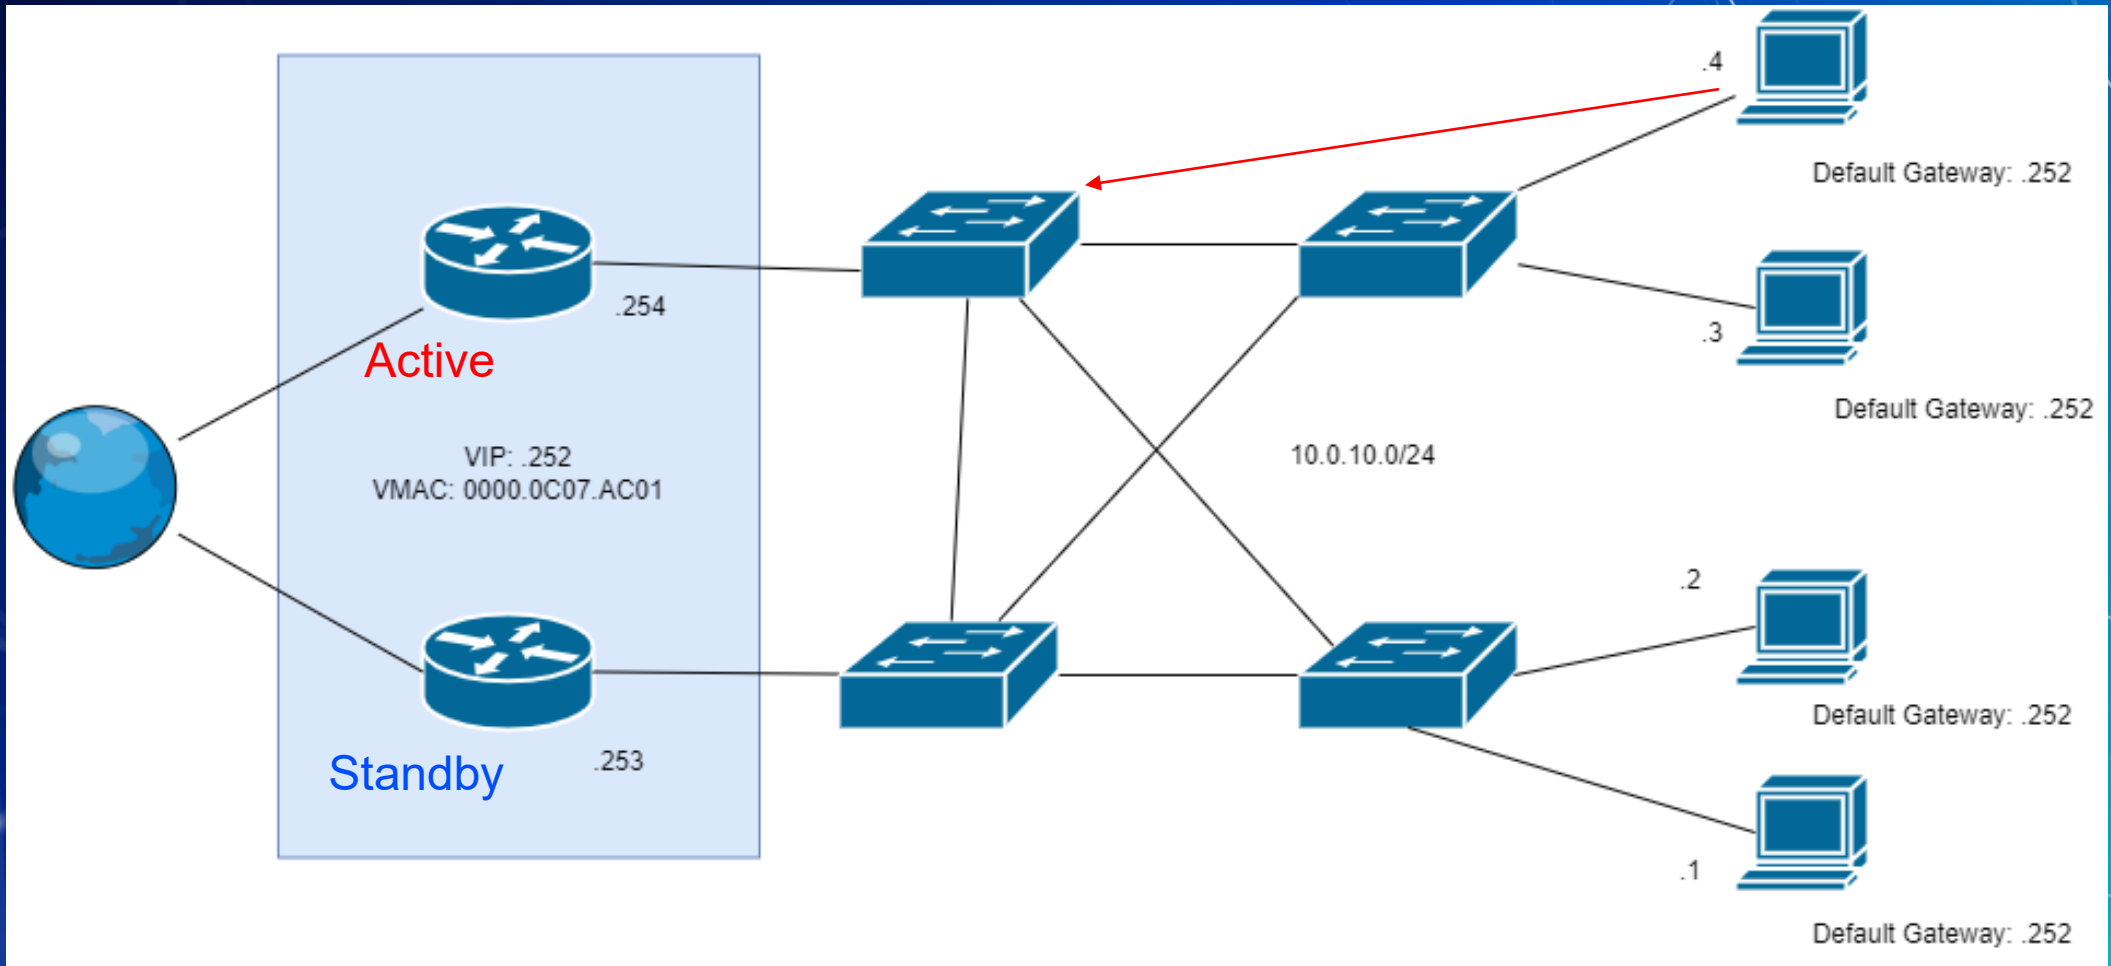 .4
Default Gateway: .252
.254
Active
.3
Default Gateway: .252
VIP: .252
VMAC: 0000.0C07.AC01
10.0.10.0/24
.2
Default Gateway: .252
Standby
.253
.1
Default Gateway: .252